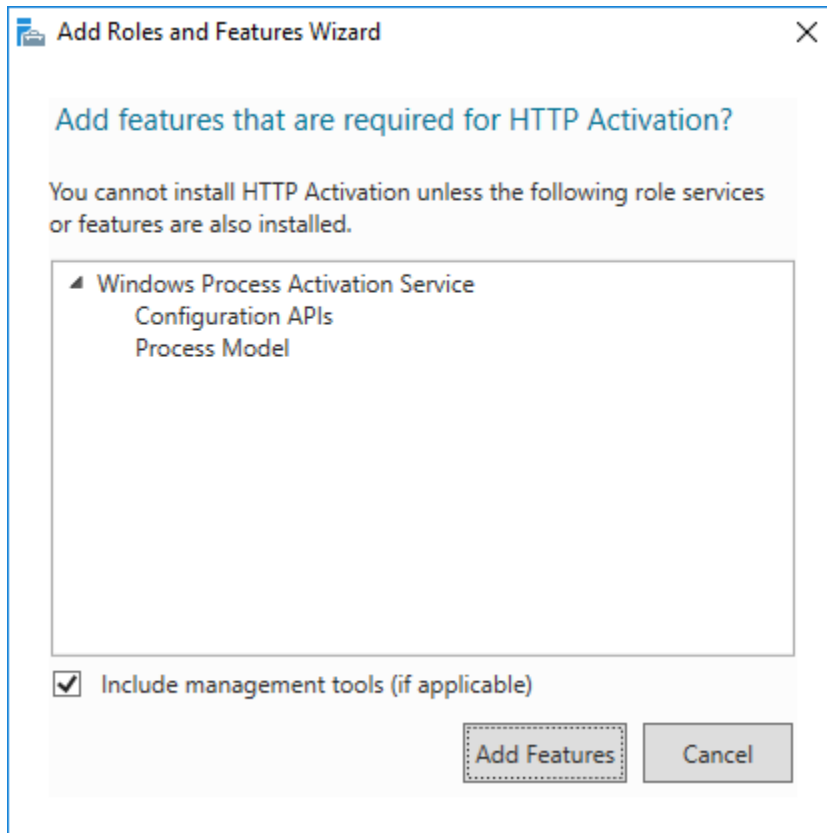 Add Roles and Features Wizard
Add features that are required for HTTP Activation?
You cannot install HTTP Activation unless the following role services
or features are also installed.
Windows Process Activation Service
Configuration APIs
Process Model
Include management tools (if applicable)
Add Features Cancel